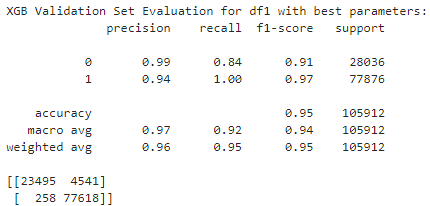 XGB Validation Set Evaluation for df1 with best parameters:
precision recall f1-score support
0 0.99 0.84 0.91 28036
1 0.94 1.00 0.97 77876
accuracy 0.95 105912
macro avg 0.97 0.92 0.94 105912
weighted avg 0.96 0.95 0.95 105912
[[23495 4541]
[ 258 77618]]